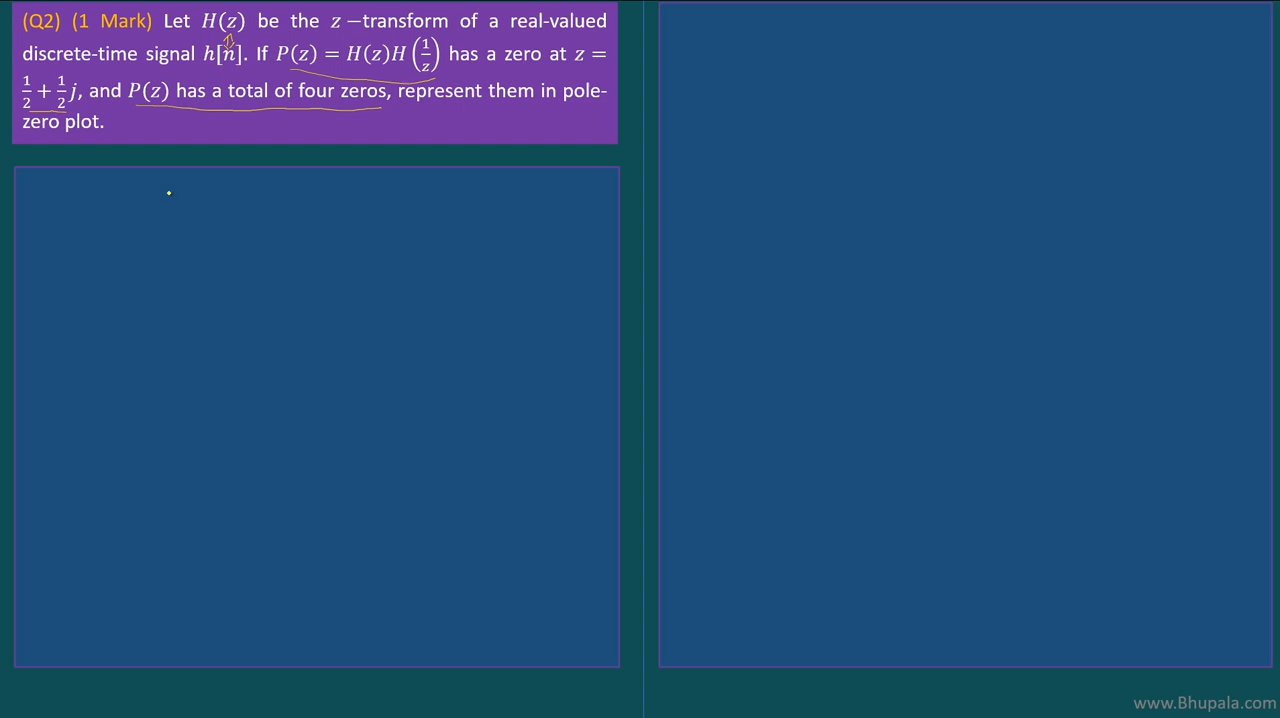 (Q2) (1 Mark) Let H(z) be the z −transform of a real-valued
discrete-time signal h[n]. If P(z) = H(z)H(1/z) has a zero at z =
1/2 + 1/2 j, and P(z) has a total of four zeros, represent them in pole-
zero plot.
www.Bhupala.com